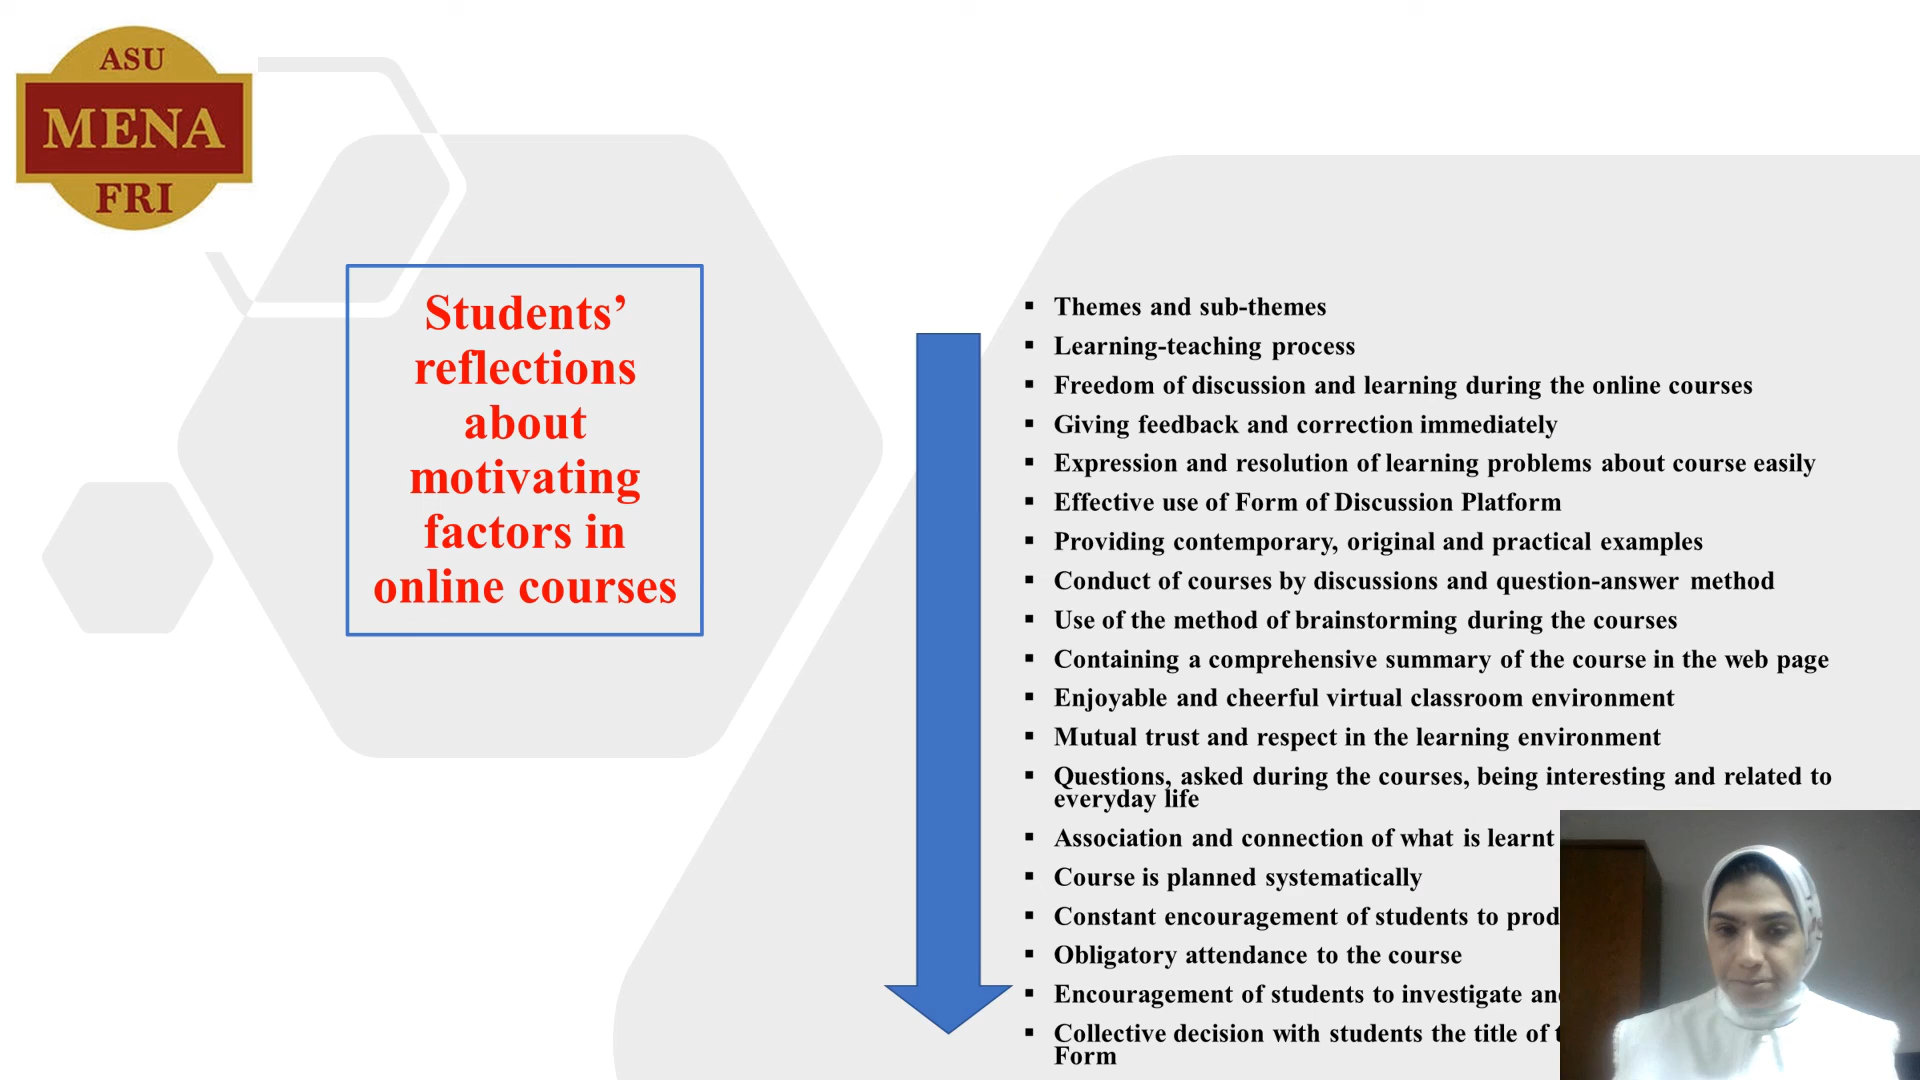 ASU
MENA
FRI
Students’
reflections
about
motivating
factors in
online courses
▪ Themes and sub-themes
▪ Learning-teaching process
▪ Freedom of discussion and learning during the online courses
▪ Giving feedback and correction immediately
▪ Expression and resolution of learning problems about course easily
▪ Effective use of Form of Discussion Platform
▪ Providing contemporary, original and practical examples
▪ Conduct of courses by discussions and question-answer method
▪ Use of the method of brainstorming during the courses
▪ Containing a comprehensive summary of the course in the web page
▪ Enjoyable and cheerful virtual classroom environment
▪ Mutual trust and respect in the learning environment
▪ Questions, asked during the courses, being interesting and related to
everyday life
▪ Association and connection of what is learnt
▪ Course is planned systematically
▪ Constant encouragement of students to
▪ Obligatory attendance to the course
▪ Encouragement of students to investigate
▪ Collective decision with students the title of
Form